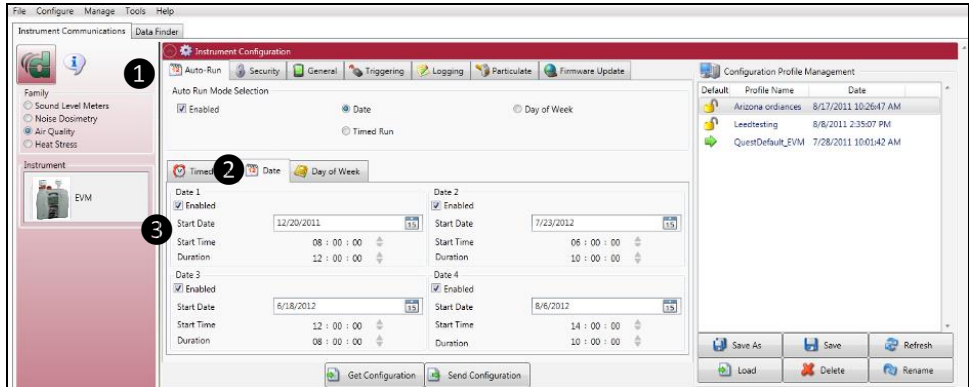 File Configure Manage Tools Help
Instrument Communications Data Finder
Instrument Configuration
1
Auto-Run Security General Triggering Logging Particulate Firmware Update
Configuration Profile Management
Family
Sound Level Meters
Noise Dosimetry
Air Quality
Heat Stress
Instrument
EVM
Auto Run Mode Selection
Enabled Date Day of Week
Timed Run
Timed 2 Date Day of Week
3
Date 1
Enabled
Start Date 12/20/2011 15
Start Time 08 : 00 : 00
Duration 12 : 00 : 00
Date 2
Enabled
Start Date 7/23/2012 15
Start Time 06 : 00 : 00
Duration 10 : 00 : 00
Date 3
Enabled
Start Date 6/18/2012 15
Start Time 12 : 00 : 00
Duration 08 : 00 : 00
Date 4
Enabled
Start Date 8/6/2012 15
Start Time 14 : 00 : 00
Duration 10 : 00 : 00
Get Configuration Send Configuration
Default Profile Name Date
Arizona ordiances 8/17/2011 10:26:47 AM
Leedtesting 8/8/2011 2:35:07 PM
QuestDefault_EVM 7/28/2011 10:01:42 AM
Save As Save Refresh
Load Delete Rename